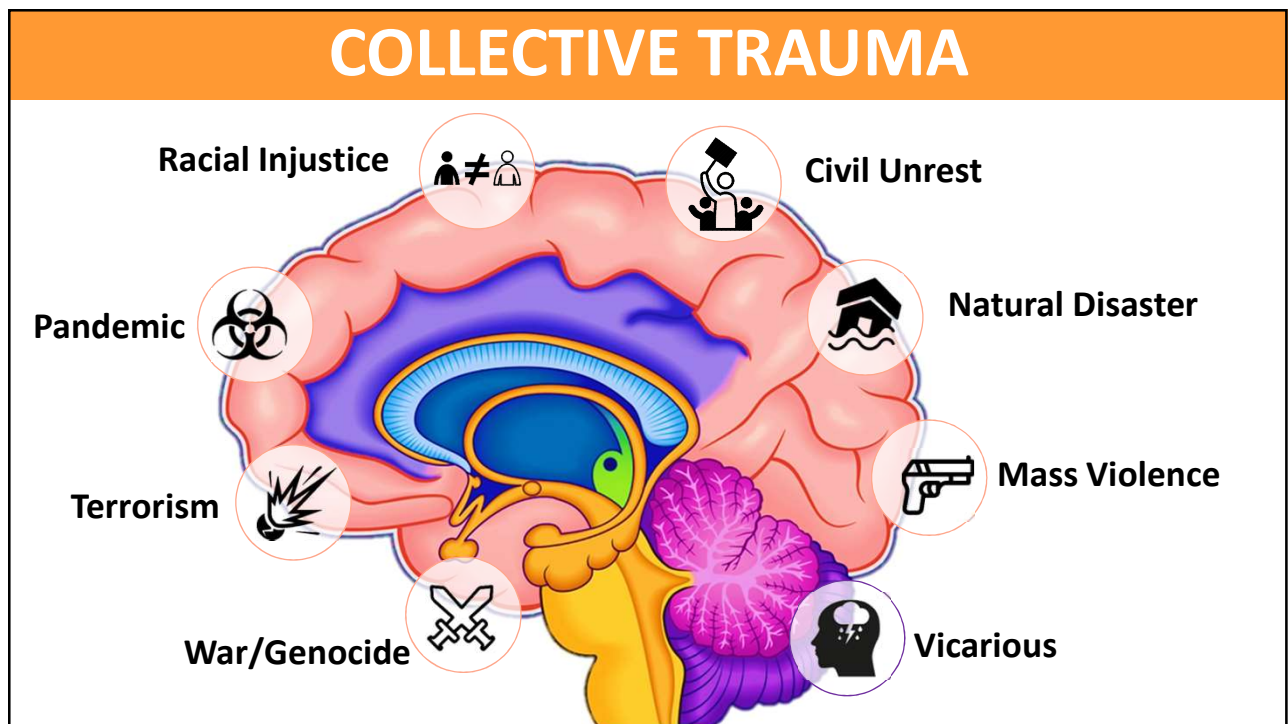 COLLECTIVE TRAUMA
Racial Injustice
Civil Unrest
Pandemic
Natural Disaster
Terrorism
Mass Violence
War/Genocide
Vicarious